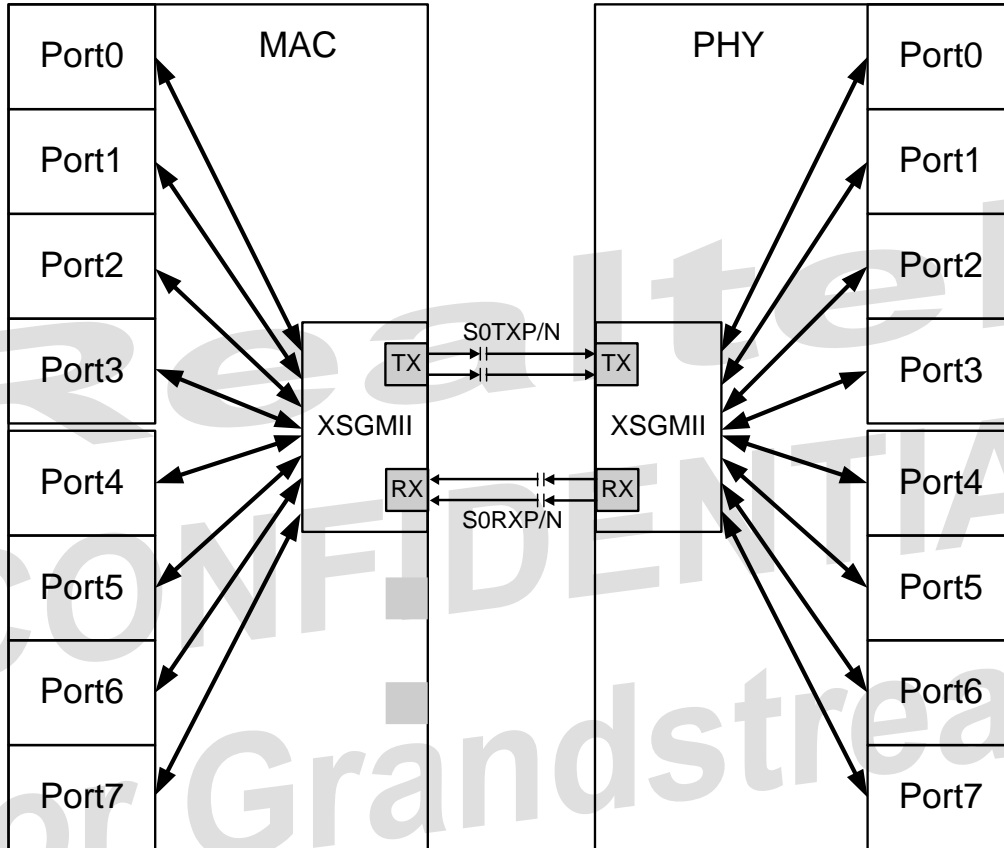 MAC
PHY
Port0
Port1
Port2
Port3
Port4
Port5
Port6
Port7
XSGMII
TX
RX
S0TXP/N
S0RXP/N
XSGMII
TX
RX
Port0
Port1
Port2
Port3
Port4
Port5
Port6
Port7
Realtek
CONFIDENTIAL
for Grandstream